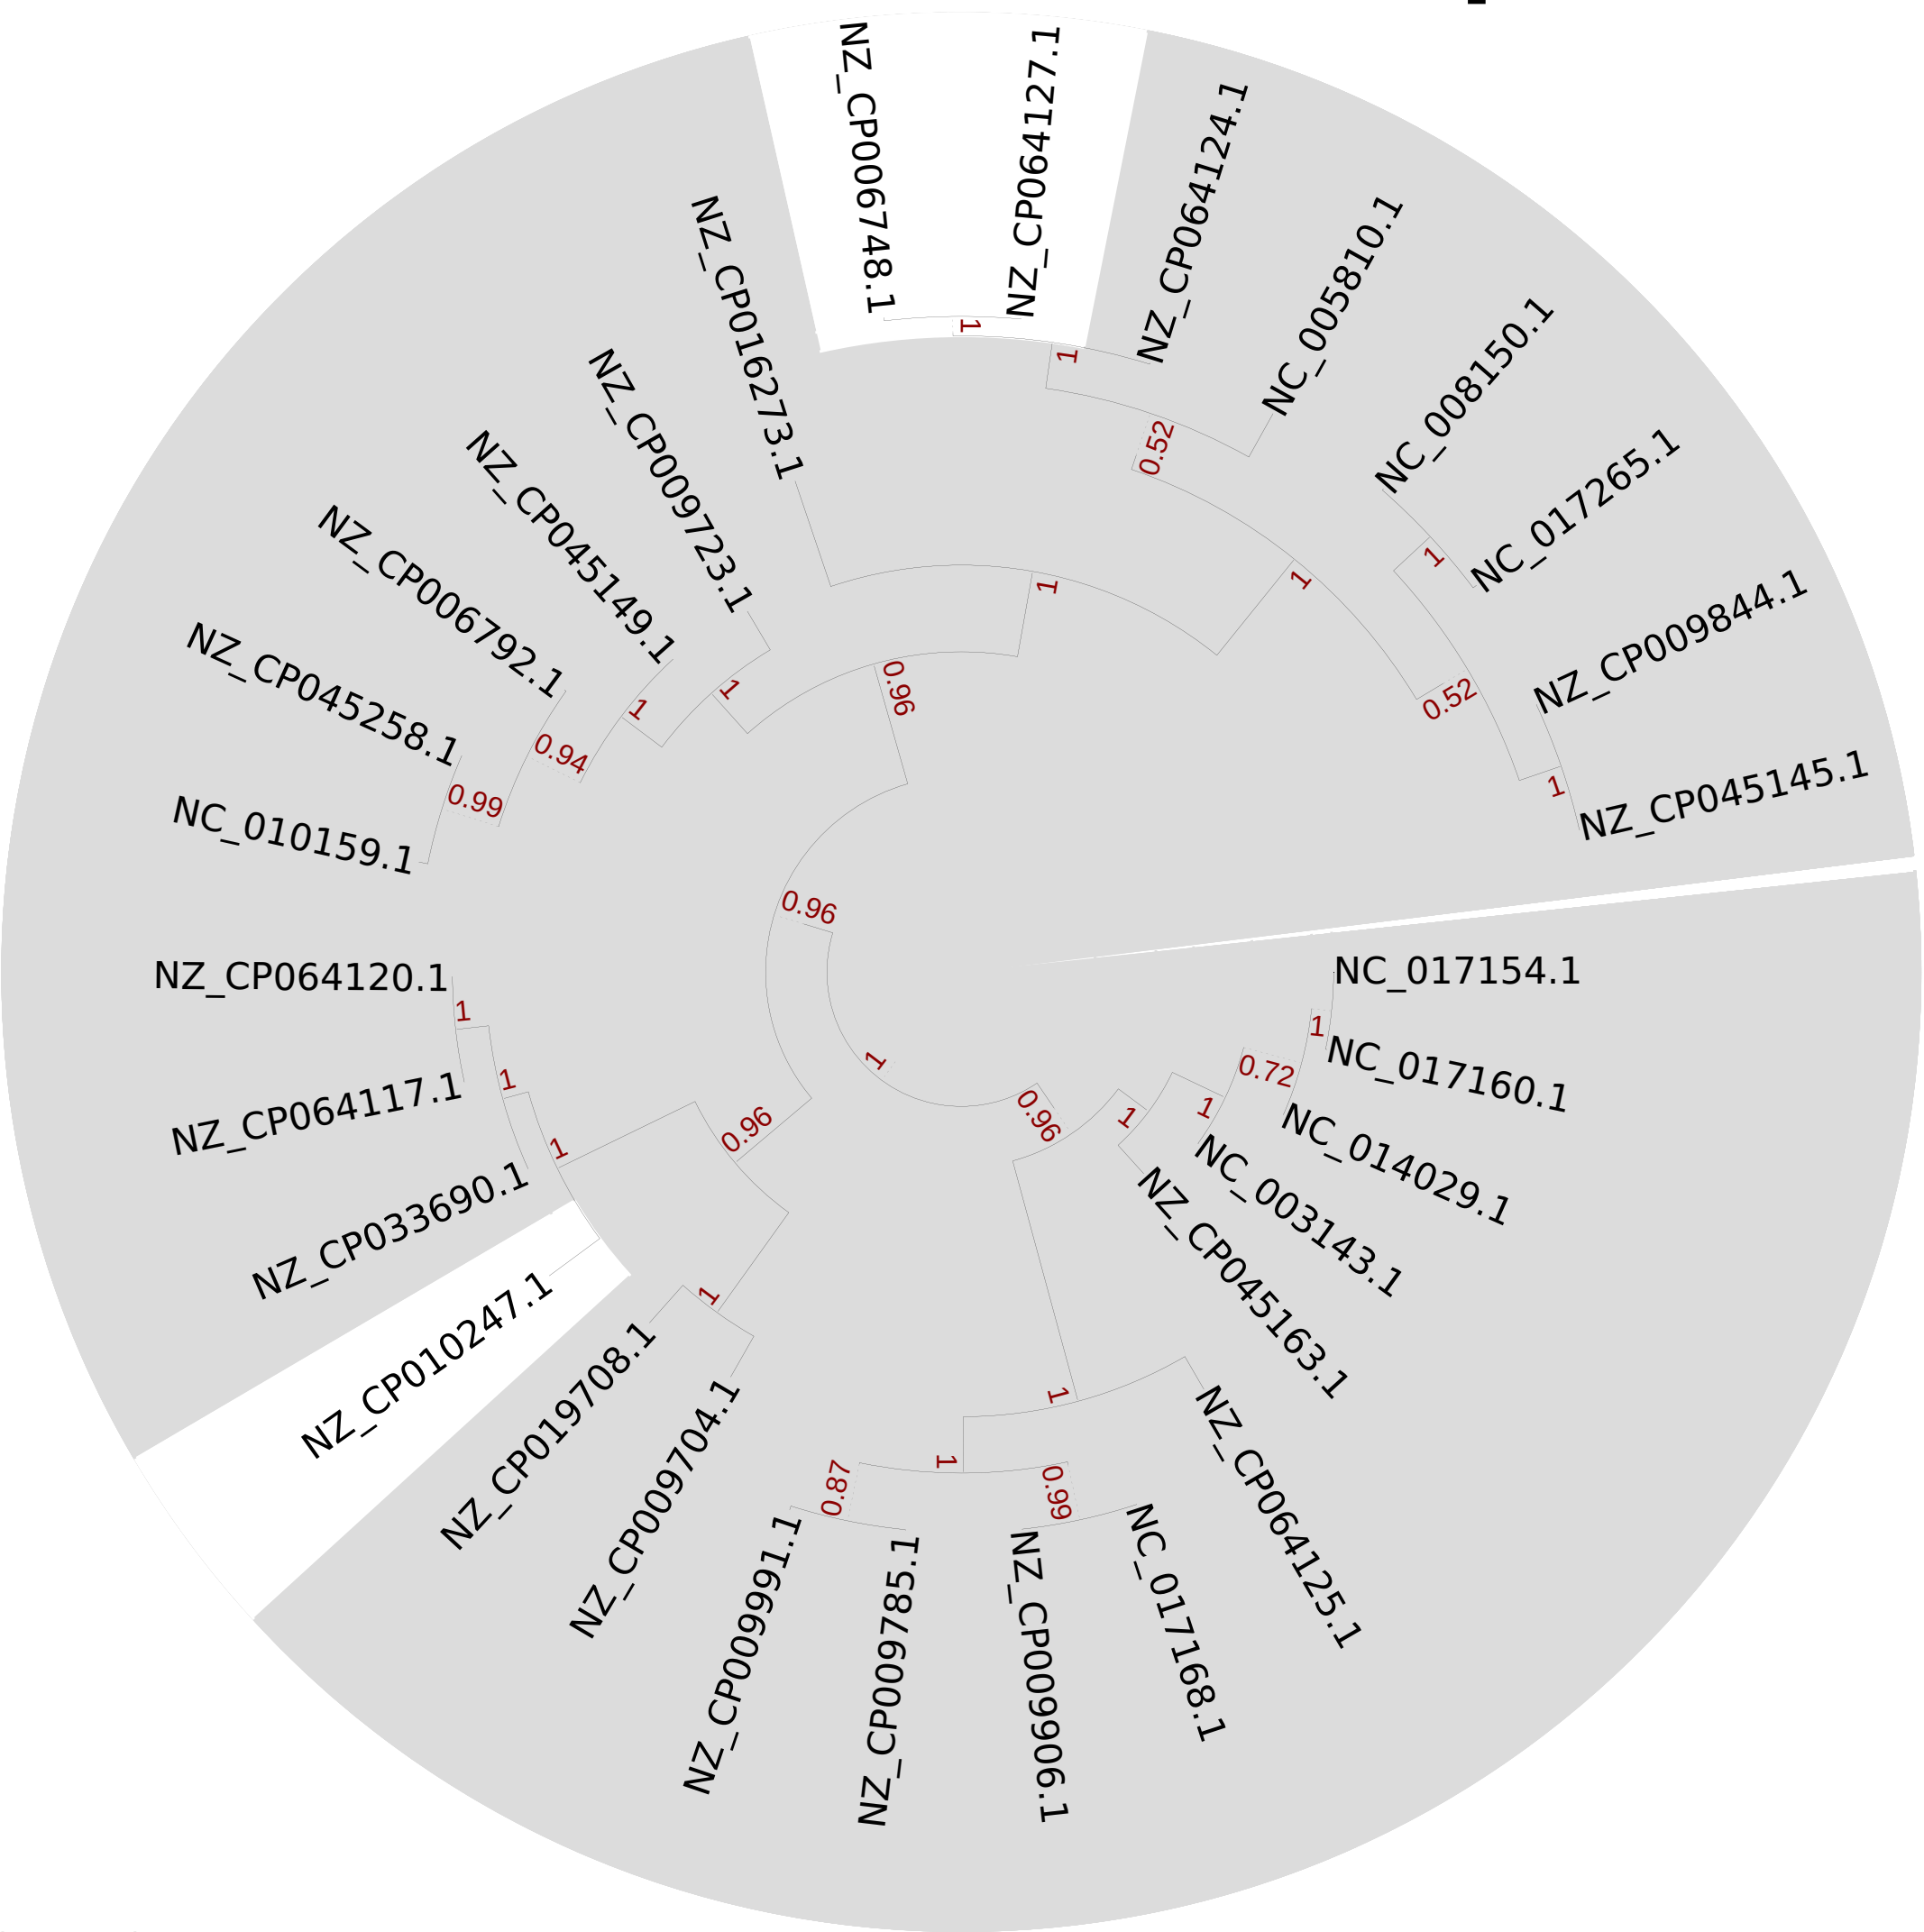 NZ_CP006748.1
NZ_CP064127.1
NZ_CP064124.1
NC_005810.1
NC_008150.1
NC_017265.1
NZ_CP009844.1
NZ_CP045145.1
NC_017154.1
NC_017160.1
NC_014029.1
NC_003143.1
NZ_CP045163.1
NZ_CP064125.1
NC_017168.1
NZ_CP009906.1
NZ_CP009785.1
NZ_CP009991.1
NZ_CP009704.1
NZ_CP019708.1
NZ_CP010247.1
NZ_CP033690.1
NZ_CP064117.1
NZ_CP064120.1
NC_010159.1
NZ_CP045258.1
NZ_CP006792.1
NZ_CP045149.1
NZ_CP009723.1
NZ_CP016273.1
1
1
0.52
1
1
0.52
1
1
0.96
1
1
0.94
0.99
0.96
1
0.96
1
1
1
1
0.96
1
1
0.72
1
1
1
0.87
0.99